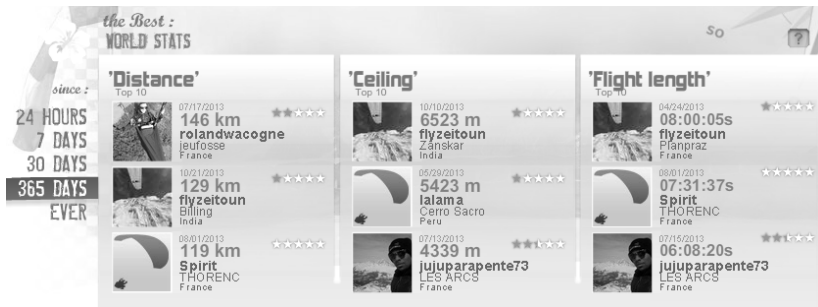 the Best :
WORLD STATS
SO
?
since :
24 HOURS
7 DAYS
30 DAYS
365 DAYS
EVER
'Distance'
Top 10
07/17/2013
146 km
rolandwacogne
jeufosse
France
10/21/2013
129 km
flyzeitoun
Billing
India
08/01/2013
119 km
Spirit
THORENC
France
'Ceiling'
Top 10
10/10/2013
6523 m
flyzeitoun
Zanskar
India
05/29/2013
5423 m
lalama
Cerro Sacro
Peru
07/13/2013
4339 m
jujuparapente73
LES ARCS
France
'Flight length'
Top 10
04/24/2013
08:00:05s
flyzeitoun
Planpraz
France
08/01/2013
07:31:37s
Spirit
THORENC
France
07/15/2013
06:08:20s
jujuparapente73
LES ARCS
France